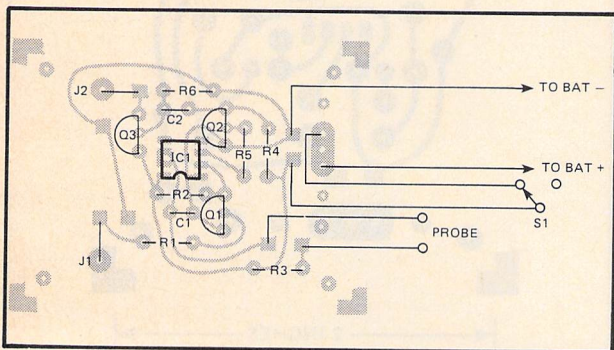 TO BAT –
J2
R6
C2
Q3
Q2
IC1
R5
R4
TO BAT +
R2
S1
C1
Q1
PROBE
R1
J1
R3